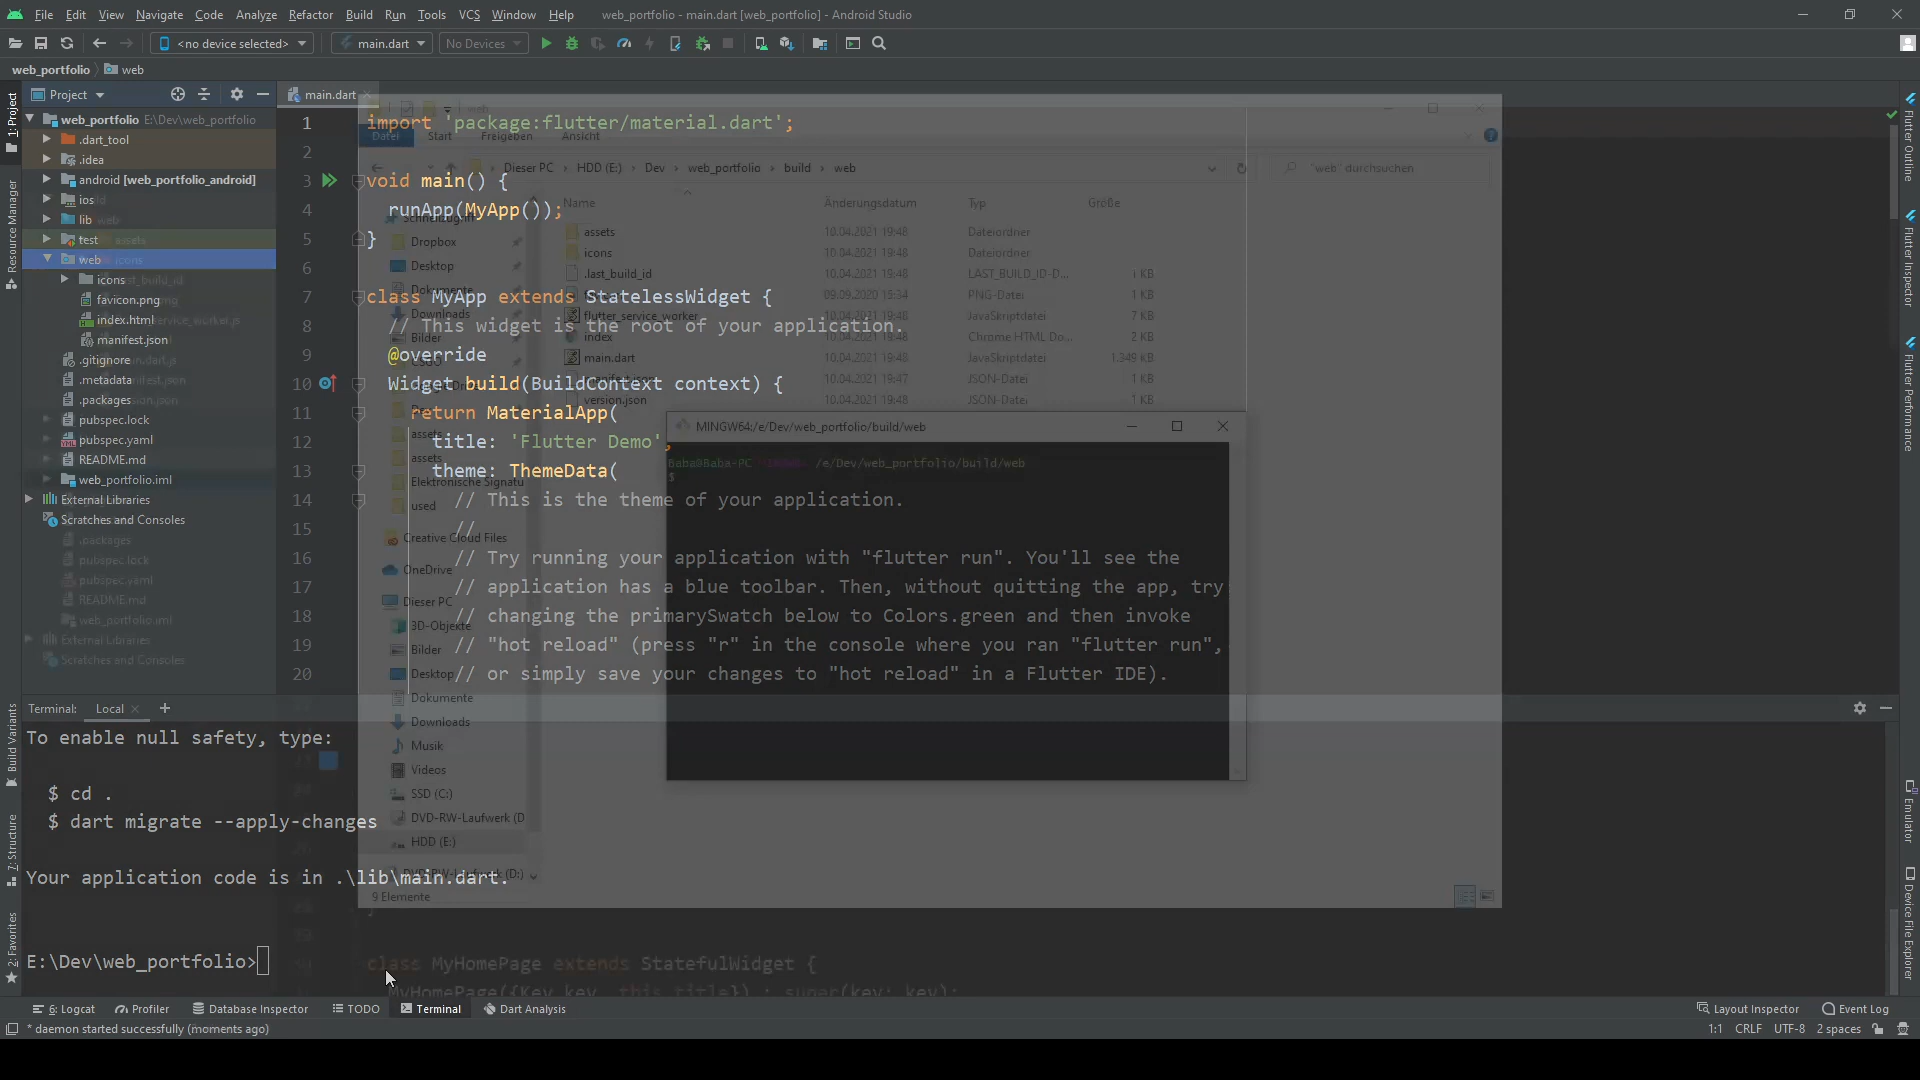 File Edit View Navigate Code Analyze Refactor Build Run Tools VCS Window Help web_portfolio - main.dart [web_portfolio] - Android Studio
<no device selected> main.dart No Devices
web_portfolio web
Project main.dart web
Datei Start Freigeben Ansicht
Dieser PC HDD (E:) Dev web_portfolio build web "web" durchsuchen
web_portfolio E:\Dev\web_portfolio
.dart_tool
.idea
android [web_portfolio_android]
ios
lib web
test assets
web icons
icons
favicon.png
index.html
manifest.json
.gitignore
.metadata
.packages
pubspec.lock
pubspec.yaml
README.md
web_portfolio.iml
External Libraries
Scratches and Consoles
.packages
pubspec.lock
pubspec.yaml
README.md
web_portfolio.iml
External Libraries
Scratches and Consoles
1 import 'package:flutter/material.dart';
2
3 void main() {
4 runApp(MyApp());
5 }
6
7 class MyApp extends StatelessWidget {
8 // This widget is the root of your application.
9 @override
10 Widget build(BuildContext context) {
11 return MaterialApp(
12 title: 'Flutter Demo',
13 theme: ThemeData(
14 // This is the theme of your application.
15 //
16 // Try running your application with "flutter run". You'll see the
17 // application has a blue toolbar. Then, without quitting the app, try
18 // changing the primarySwatch below to Colors.green and then invoke
19 // "hot reload" (press "r" in the console where you ran "flutter run",
20 // or simply save your changes to "hot reload" in a Flutter IDE).
Name Änderungsdatum Typ Größe
assets 10.04.2021 19:48 Dateiordner
icons 10.04.2021 19:48 Dateiordner
.last_build_id 10.04.2021 19:48 LAST_BUILD_ID-D... 1 KB
09.09.2020 15:34 PNG-Datei 1 KB
flutter_service_worker 10.04.2021 19:48 JavaScriptdatei 7 KB
index 10.04.2021 19:48 Chrome HTML Do... 1 KB
main.dart 10.04.2021 19:48 JavaScriptdatei 1.349 KB
10.04.2021 19:47 JSON-Datei 1 KB
version.json 10.04.2021 19:48 JSON-Datei 1 KB
Dropbox
Desktop
Dokumente
Downloads
Bilder
assets
assets
Elektronische Signatu
used
Creative Cloud Files
OneDrive
Dieser PC
3D-Objekte
Bilder
Desktop
Dokumente
Downloads
Musik
Videos
SSD (C:)
DVD-RW-Laufwerk (D
HDD (E:)
DVD-RW-Laufwerk (D:)
9 Elemente
MINGW64:/e/Dev/web_portfolio/build/web
Baba@Baba-PC MINGW64 /e/Dev/web_portfolio/build/web
$
Terminal: Local
To enable null safety, type:
$ cd .
$ dart migrate --apply-changes
Your application code is in .\lib\main.dart.
E:\Dev\web_portfolio>
class MyHomePage extends StatefulWidget {
MyHomePage({Key key, this.title}) : super(key: key);
1: Project
Resource Manager
Build Variants
7: Structure
2: Favorites
Flutter Outline
Flutter Inspector
Flutter Performance
Emulator
Device File Explorer
6: Logcat Profiler Database Inspector TODO Terminal Dart Analysis Layout Inspector Event Log
* daemon started successfully (moments ago) 1:1 CRLF UTF-8 2 spaces